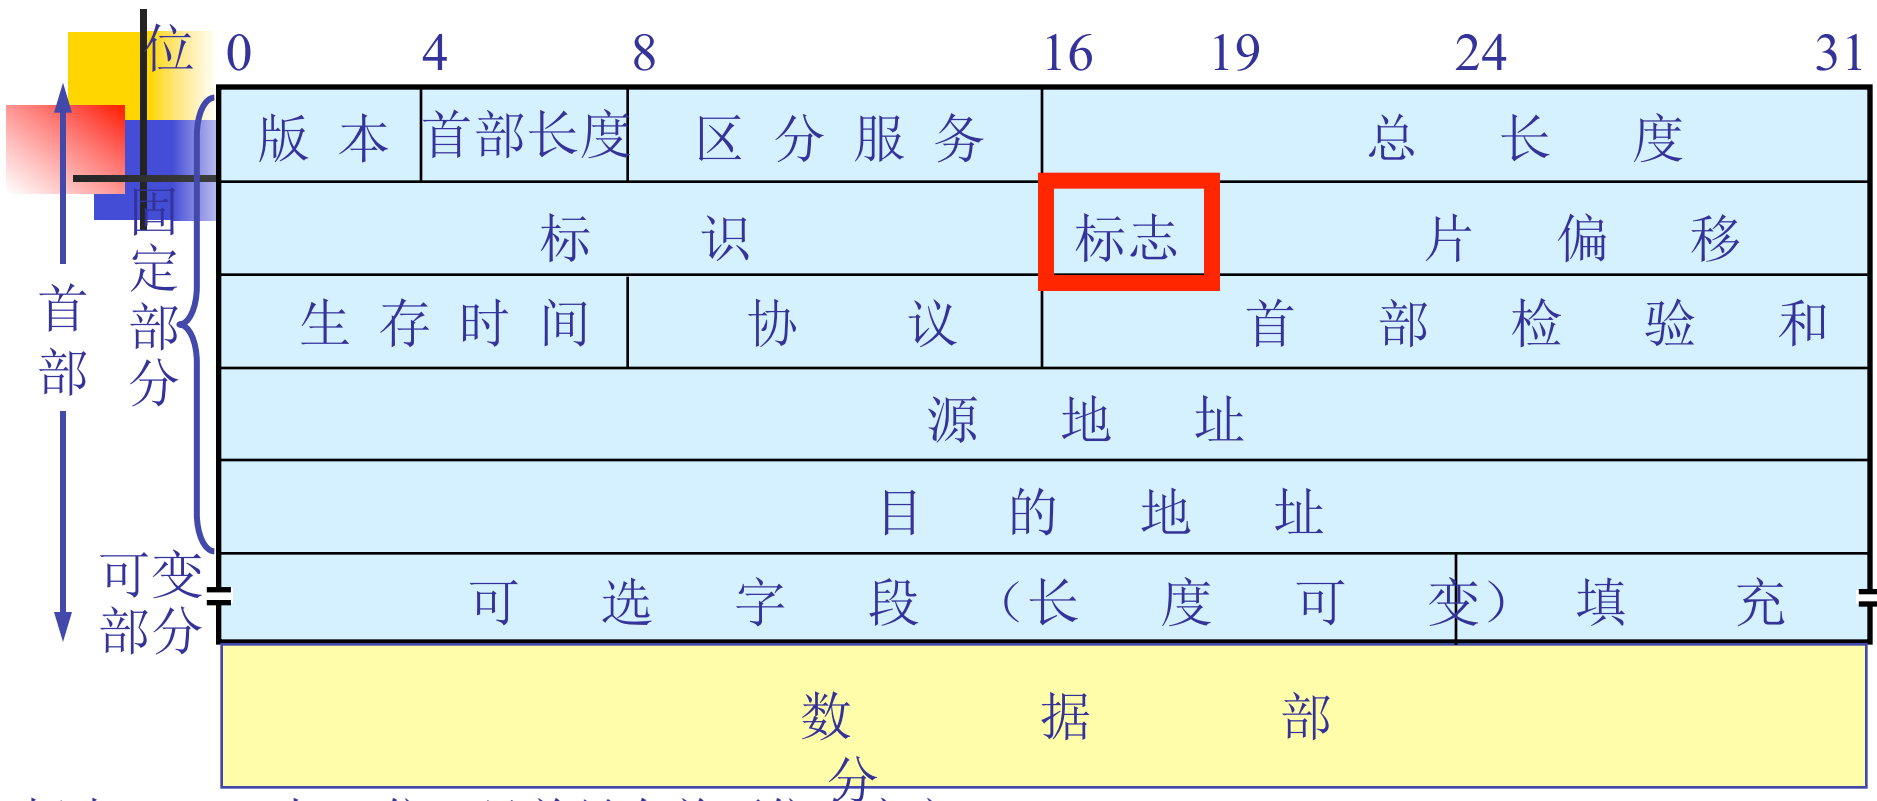 位 0 4 8 16 19 24 31
版 本 首部长度 区 分 服 务 总 长 度
标 识 标志 片 偏 移
生 存 时 间 协 议 首 部 检 验 和
源 地 址
目 的 地 址
可 选 字 段 （长 度 可 变） 填 充
数 据 部
分
首
部
固
定
部
分
可变
部分